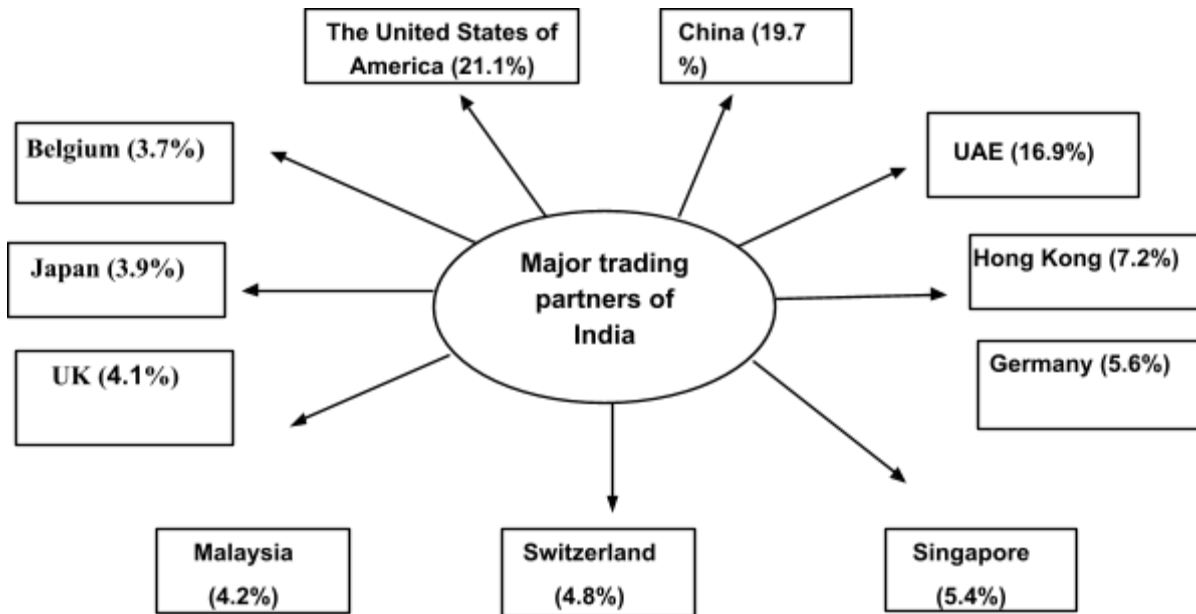 The United States of
America (21.1%)
China (19.7
%)
Belgium (3.7%)
UAE (16.9%)
Japan (3.9%)
Major trading
partners of
India
Hong Kong (7.2%)
UK (4.1%)
Germany (5.6%)
Malaysia
(4.2%)
Switzerland
(4.8%)
Singapore
(5.4%)